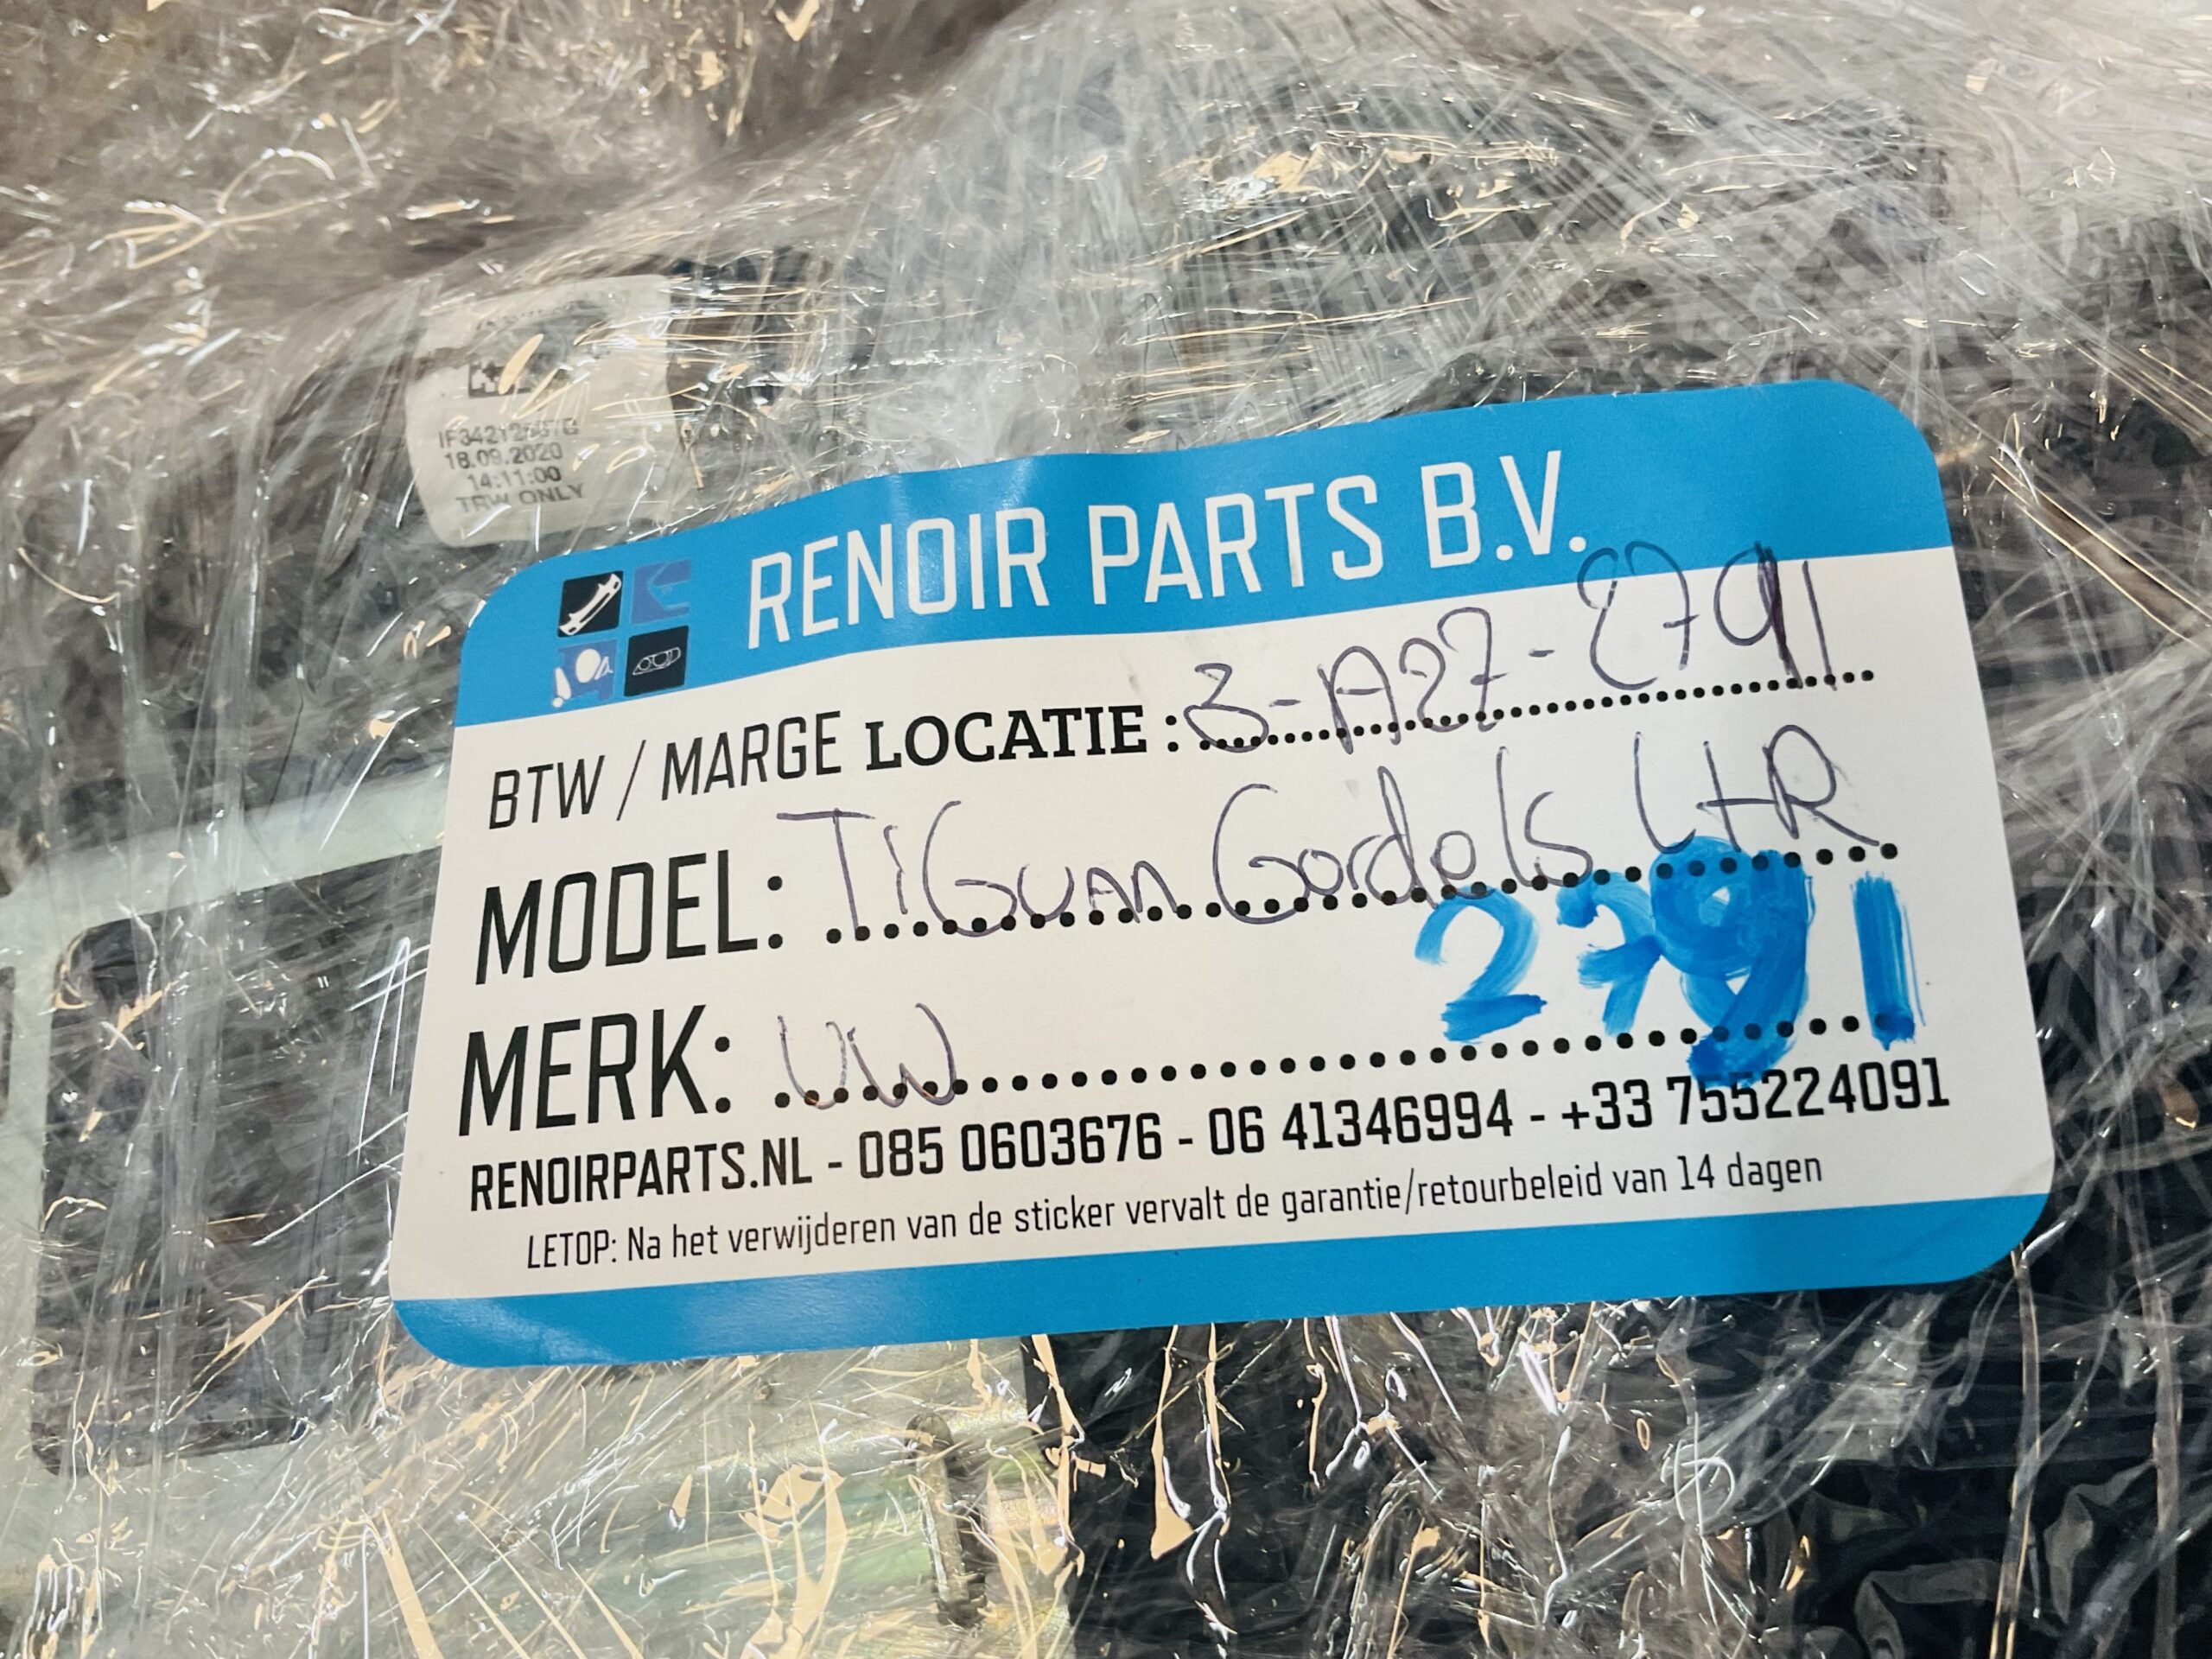 18.09.2020
14:11:00
TRW ONLY
RENOIR PARTS B.V.
BTW / MARGE LOCATIE : 3-A27-2791
MODEL: TiGuan Gordels L+R
2791
MERK: VW
RENOIRPARTS.NL - 085 0603676 - 06 41346994 - +33 755224091
LETOP: Na het verwijderen van de sticker vervalt de garantie/retourbeleid van 14 dagen